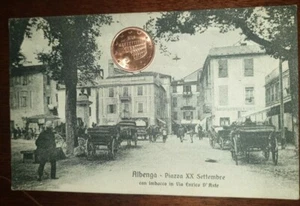 Albenga - Piazza XX Settembre
con imbocco in Via Enrico D'Aste